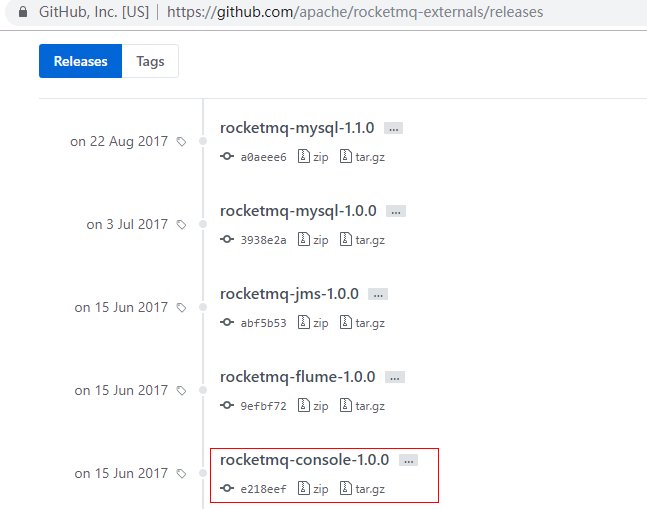 GitHub, Inc. [US] | https://github.com/apache/rocketmq-externals/releases
Releases Tags
rocketmq-mysql-1.1.0 ...
on 22 Aug 2017
a0aeee6 zip tar.gz
rocketmq-mysql-1.0.0 ...
on 3 Jul 2017
3938e2a zip tar.gz
rocketmq-jms-1.0.0 ...
on 15 Jun 2017
abf5b53 zip tar.gz
rocketmq-flume-1.0.0 ...
on 15 Jun 2017
9efbf72 zip tar.gz
rocketmq-console-1.0.0 ...
on 15 Jun 2017
e218eef zip tar.gz